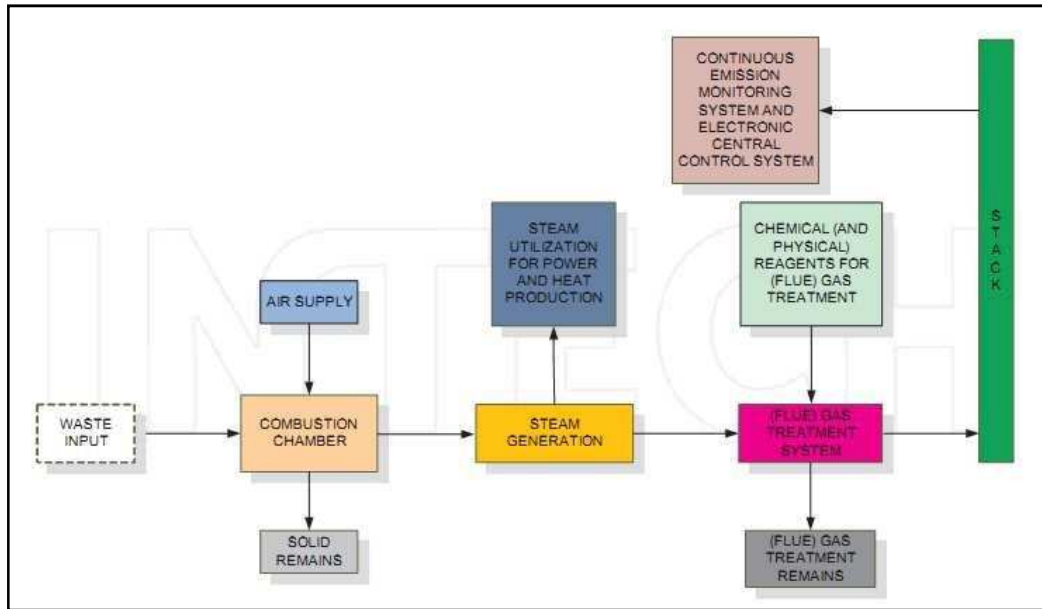 CONTINUOUS
EMISSION
MONITORING
SYSTEM AND
ELECTRONIC
CENTRAL
CONTROL SYSTEM
STACK
STEAM
UTILIZATION
FOR POWER
AND HEAT
PRODUCTION
CHEMICAL (AND
PHYSICAL)
REAGENTS FOR
(FLUE) GAS
TREATMENT
AIR SUPPLY
WASTE
INPUT
COMBUSTION
CHAMBER
STEAM
GENERATION
(FLUE) GAS
TREATMENT
SYSTEM
SOLID
REMAINS
(FLUE) GAS
TREATMENT
REMAINS
INTECH